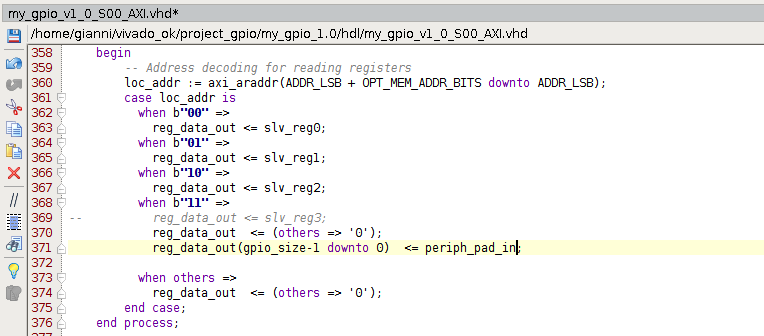 my_gpio_v1_0_S00_AXI.vhd*
/home/gianni/vivado_ok/project_gpio/my_gpio_1.0/hdl/my_gpio_v1_0_S00_AXI.vhd
358 begin
359 -- Address decoding for reading registers
360 loc_addr := axi_araddr(ADDR_LSB + OPT_MEM_ADDR_BITS downto ADDR_LSB);
361 case loc_addr is
362 when b"00" =>
363 reg_data_out <= slv_reg0;
364 when b"01" =>
365 reg_data_out <= slv_reg1;
366 when b"10" =>
367 reg_data_out <= slv_reg2;
368 when b"11" =>
369 -- reg_data_out <= slv_reg3;
370 reg_data_out <= (others => '0');
371 reg_data_out(gpio_size-1 downto 0) <= periph_pad_in;
372
373 when others =>
374 reg_data_out <= (others => '0');
375 end case;
376 end process;